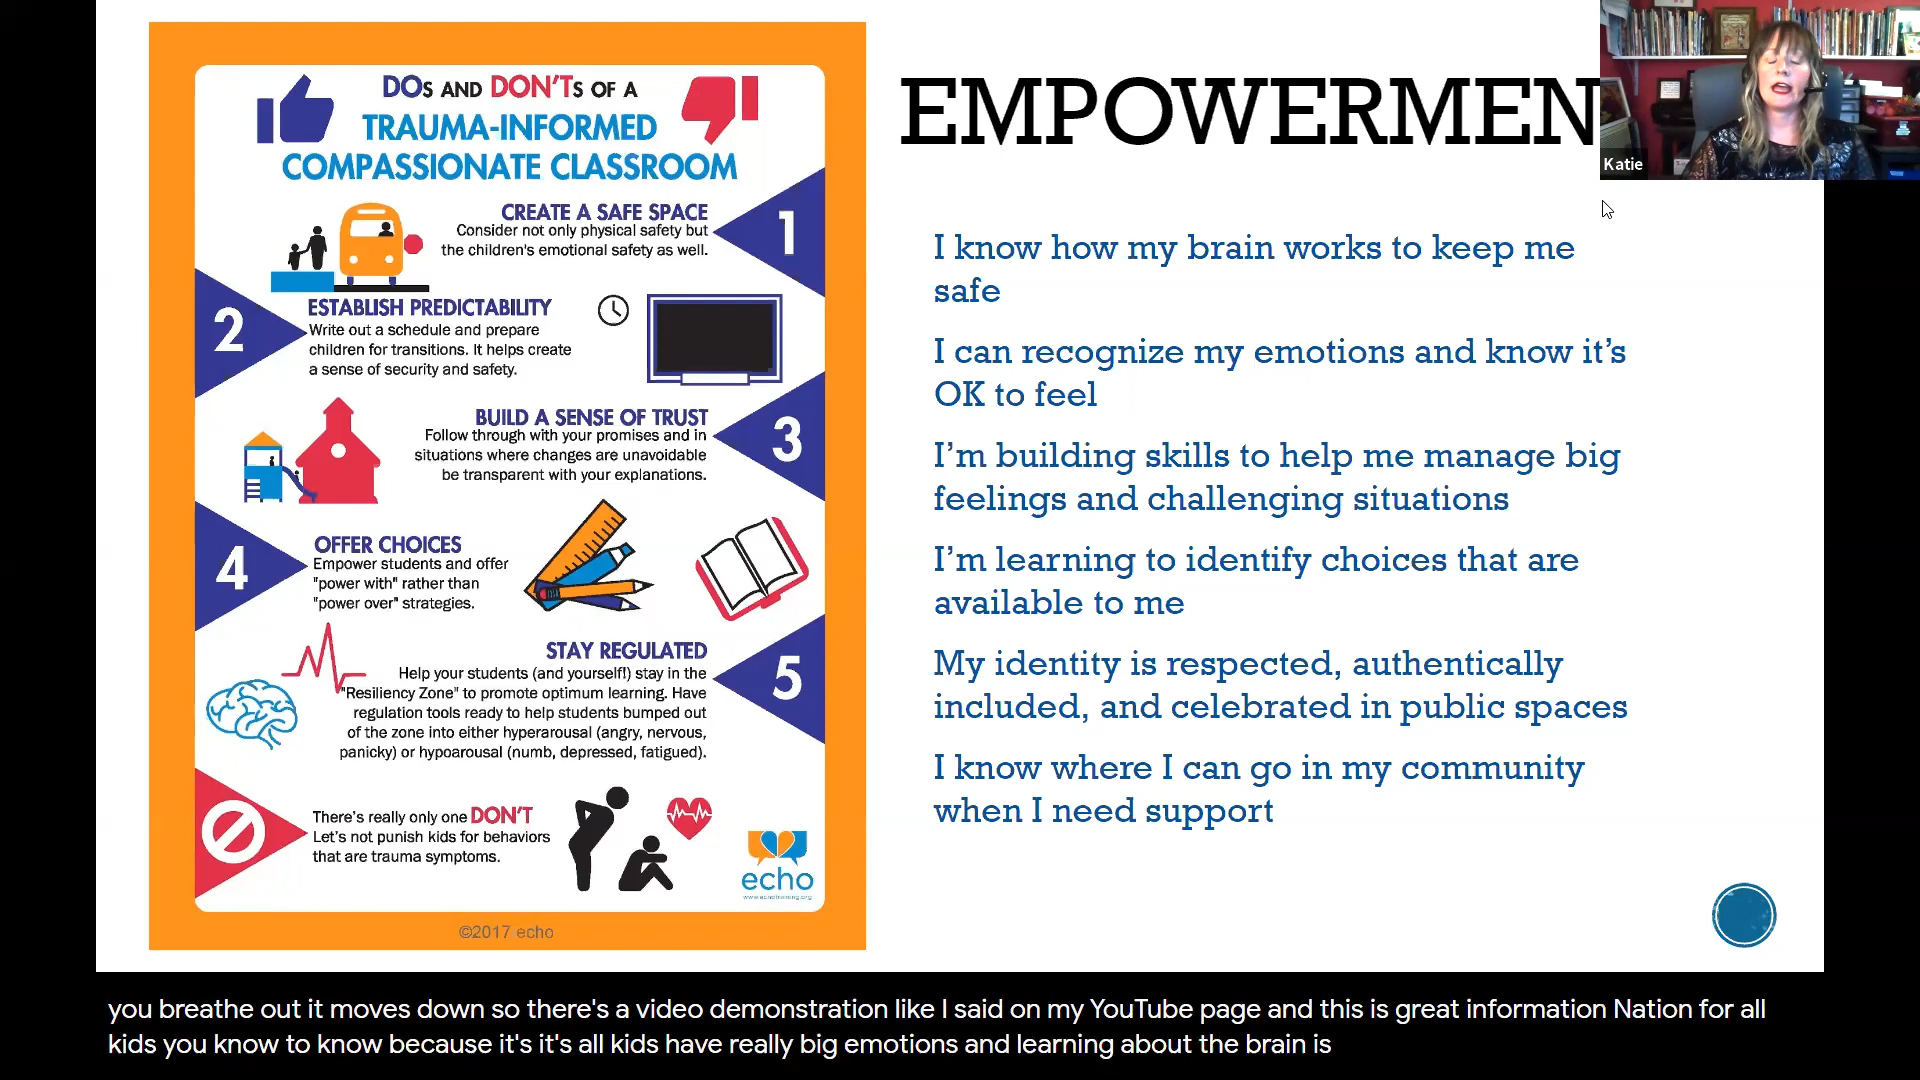 DOs AND DON'Ts OF A
TRAUMA-INFORMED
COMPASSIONATE CLASSROOM
CREATE A SAFE SPACE
Consider not only physical safety but
the children's emotional safety as well.
1
2
ESTABLISH PREDICTABILITY
Write out a schedule and prepare
children for transitions. It helps create
a sense of security and safety.
BUILD A SENSE OF TRUST
Follow through with your promises and in
situations where changes are unavoidable
be transparent with your explanations.
3
4
OFFER CHOICES
Empower students and offer
"power with" rather than
"power over" strategies.
STAY REGULATED
Help your students (and yourself!) stay in the
"Resiliency Zone" to promote optimum learning. Have
regulation tools ready to help students bumped out
of the zone into either hyperarousal (angry, nervous,
panicky) or hypoarousal (numb, depressed, fatigued).
5
There's really only one DON'T
Let's not punish kids for behaviors
that are trauma symptoms.
echo
www.echotraining.org
©2017 echo
EMPOWERMEN
Katie
I know how my brain works to keep me
safe
I can recognize my emotions and know it's
OK to feel
I'm building skills to help me manage big
feelings and challenging situations
I'm learning to identify choices that are
available to me
My identity is respected, authentically
included, and celebrated in public spaces
I know where I can go in my community
when I need support
you breathe out it moves down so there's a video demonstration like I said on my YouTube page and this is great information Nation for all
kids you know to know because it's it's all kids have really big emotions and learning about the brain is